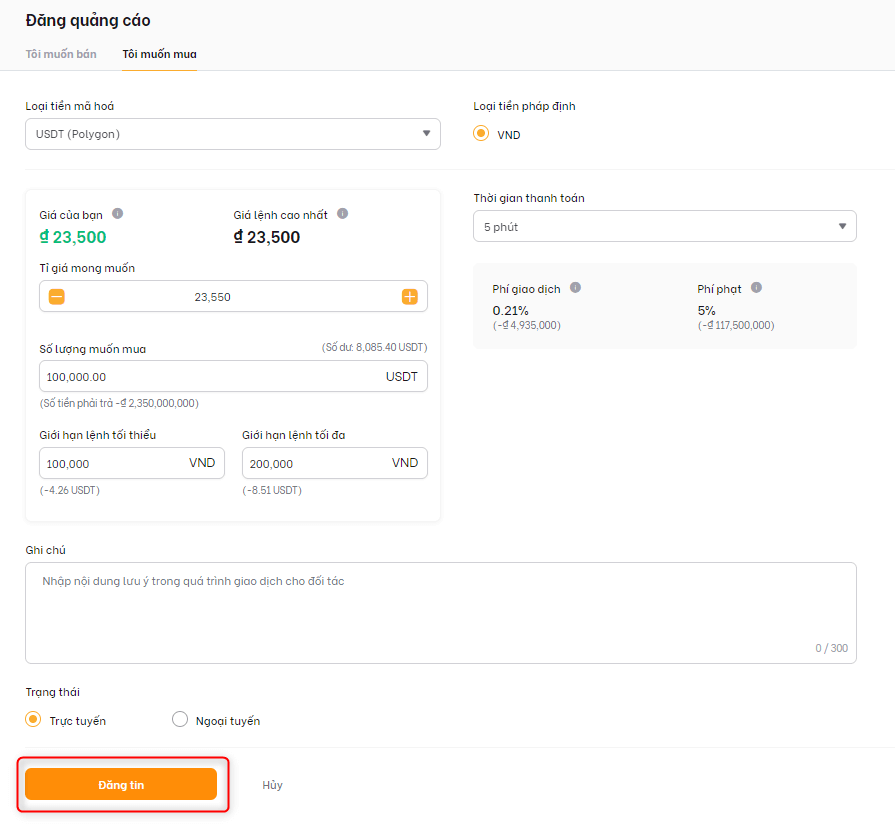 Đăng quảng cáo
Tôi muốn bán Tôi muốn mua
Loại tiền mã hoá
USDT (Polygon)
Loại tiền pháp định
VND
Giá của bạn
₫ 23,500
Giá lệnh cao nhất
₫ 23,500
Tỉ giá mong muốn
23,550
Số lượng muốn mua (Số dư: 8,085.40 USDT)
100,000.00 USDT
(Số tiền phải trả ~₫ 2,350,000,000)
Giới hạn lệnh tối thiểu
100,000 VND
(~4.26 USDT)
Giới hạn lệnh tối đa
200,000 VND
(~8.51 USDT)
Thời gian thanh toán
5 phút
Phí giao dịch
0.21%
(~₫ 4,935,000)
Phí phạt
5%
(~₫ 117,500,000)
Ghi chú
Nhập nội dung lưu ý trong quá trình giao dịch cho đối tác
0 / 300
Trạng thái
Trực tuyến Ngoại tuyến
Đăng tin Hủy